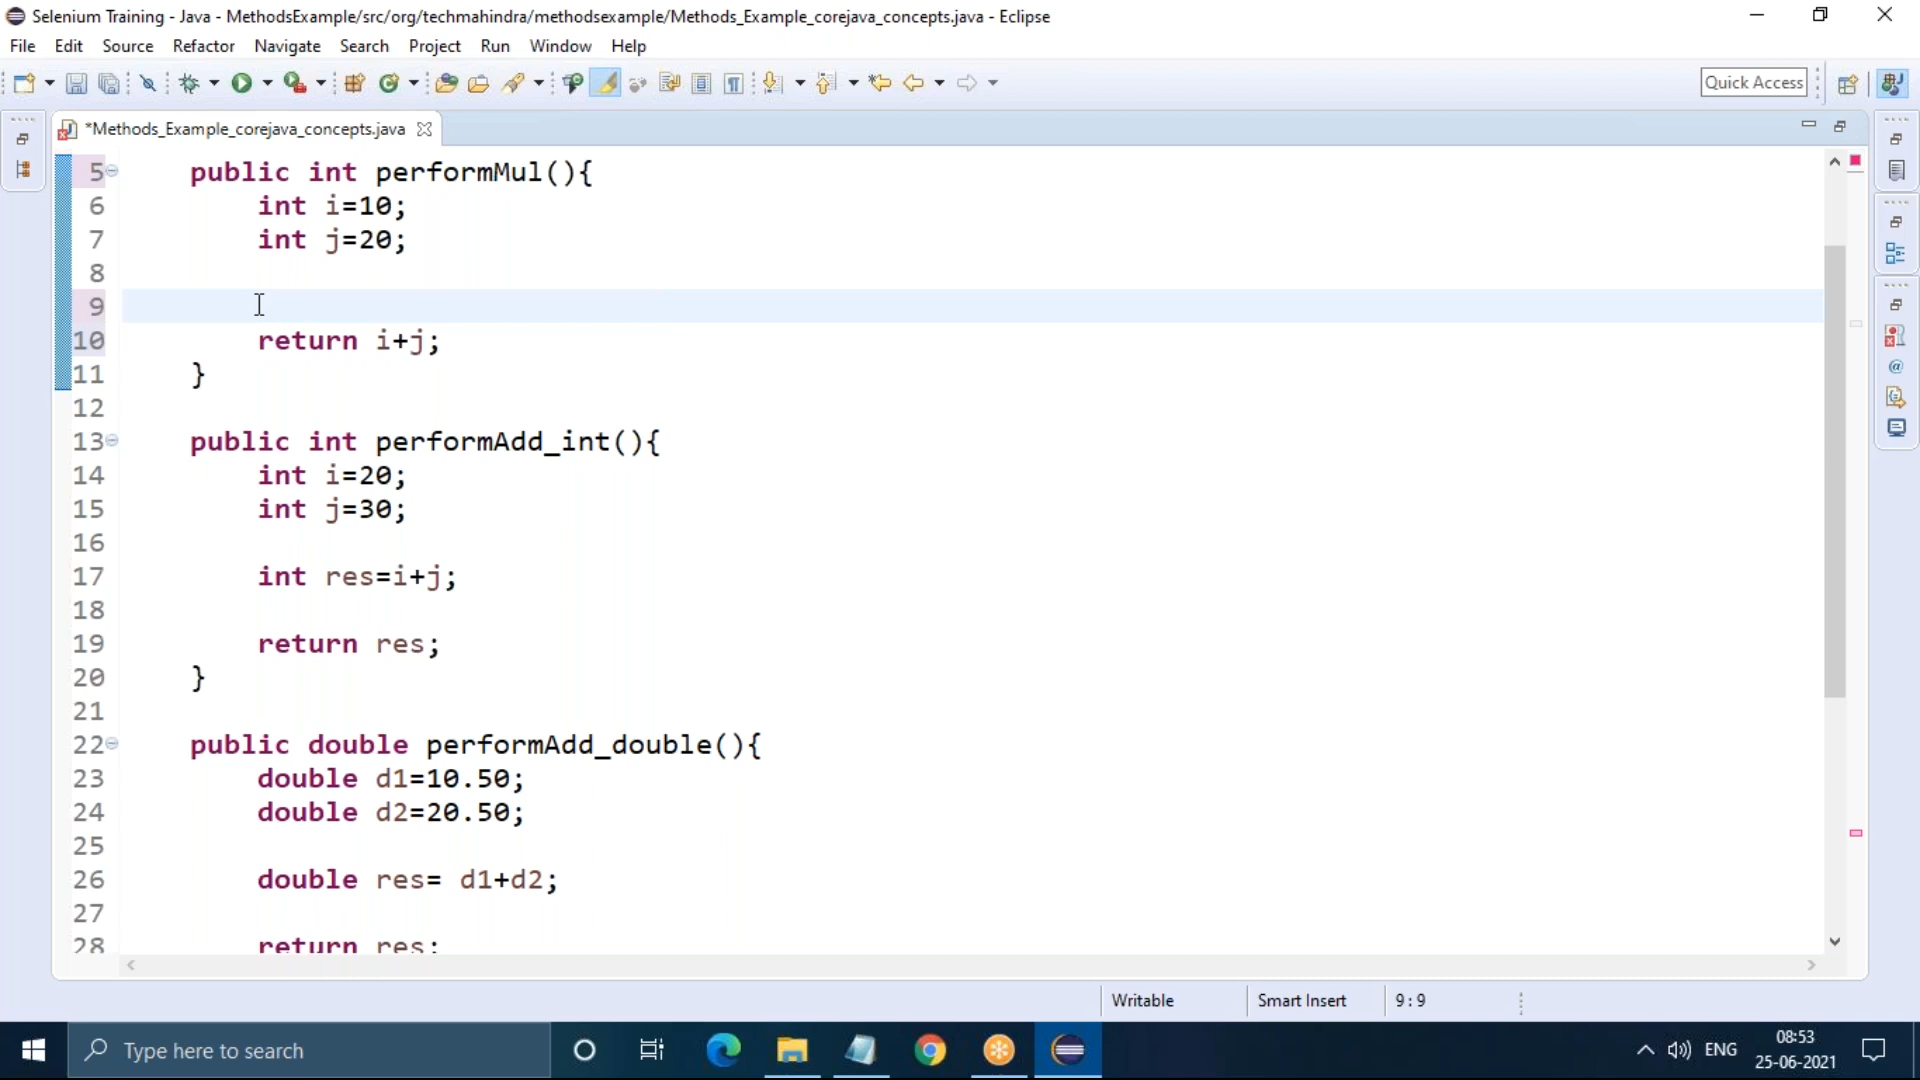 Selenium Training - Java - MethodsExample/src/org/techmahindra/methodsexample/Methods_Example_corejava_concepts.java - Eclipse
File Edit Source Refactor Navigate Search Project Run Window Help
Quick Access
*Methods_Example_corejava_concepts.java
5 public int performMul(){
6 int i=10;
7 int j=20;
8
9
10 return i+j;
11 }
12
13 public int performAdd_int(){
14 int i=20;
15 int j=30;
16
17 int res=i+j;
18
19 return res;
20 }
21
22 public double performAdd_double(){
23 double d1=10.50;
24 double d2=20.50;
25
26 double res= d1+d2;
27
28 return res;
Writable Smart Insert 9 : 9
Type here to search
ENG
08:53
25-06-2021